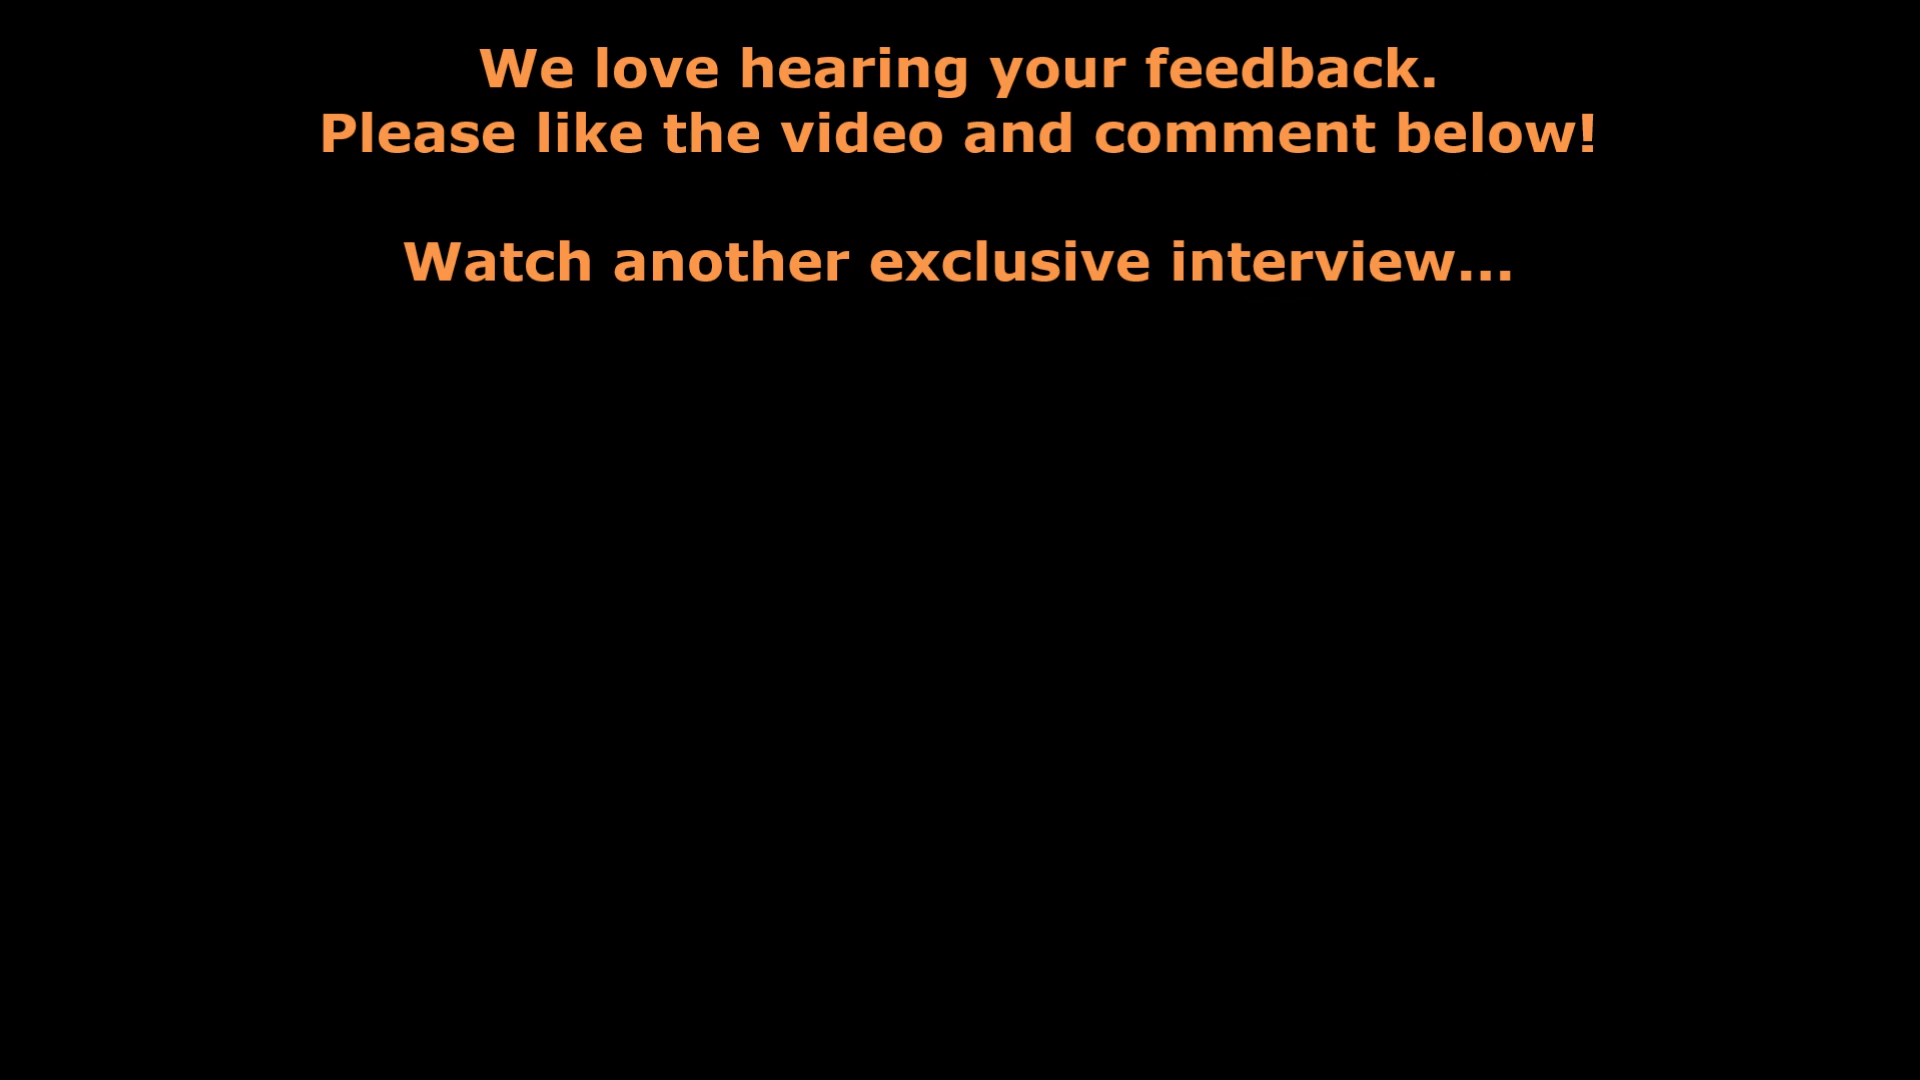 We love hearing your feedback.
Please like the video and comment below!
Watch another exclusive interview...